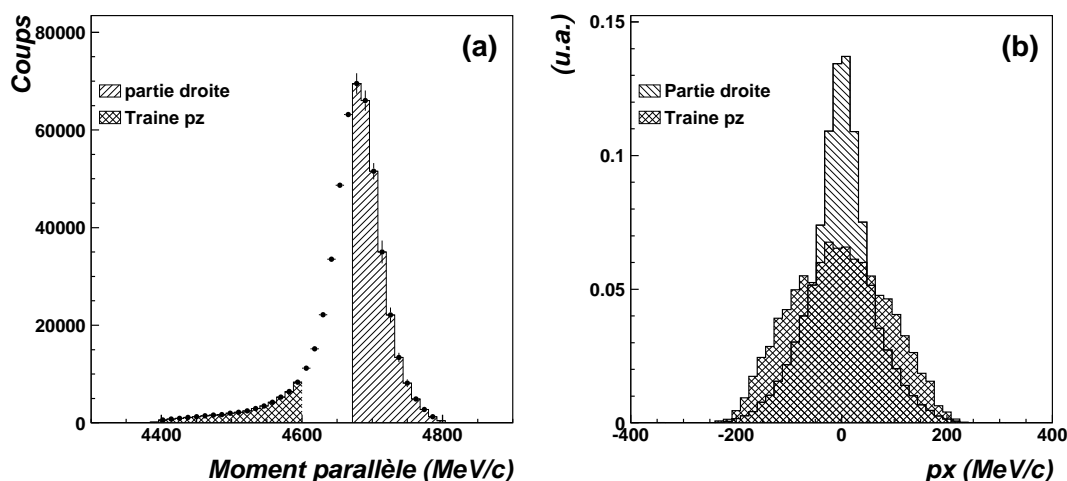 Coups
80000
60000
40000
20000
0
(a)
partie droite
Traine pz
4400
4600
4800
Moment parallèle (MeV/c)
(u.a.)
0.15
0.1
0.05
0
(b)
Partie droite
Traine pz
-400
-200
0
200
400
px (MeV/c)